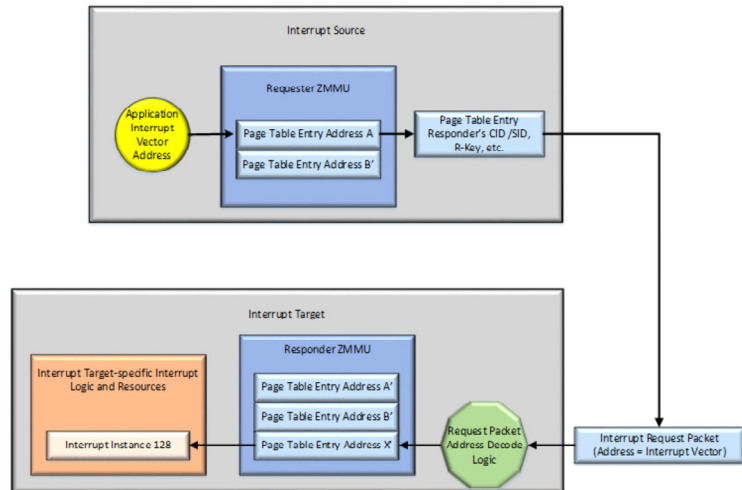 Interrupt Source
Requester ZMMU
Application
Interrupt
Vector
Address
Page Table Entry Address A
Page Table Entry Address B'
Page Table Entry
Responder's CID /SID,
R-Key, etc.
Interrupt Target
Responder ZMMU
Interrupt Target-specific Interrupt
Logic and Resources
Interrupt Instance 128
Page Table Entry Address A'
Page Table Entry Address B'
Page Table Entry Address X'
Request Packet
Address Decode
Logic
Interrupt Request Packet
(Address = Interrupt Vector)